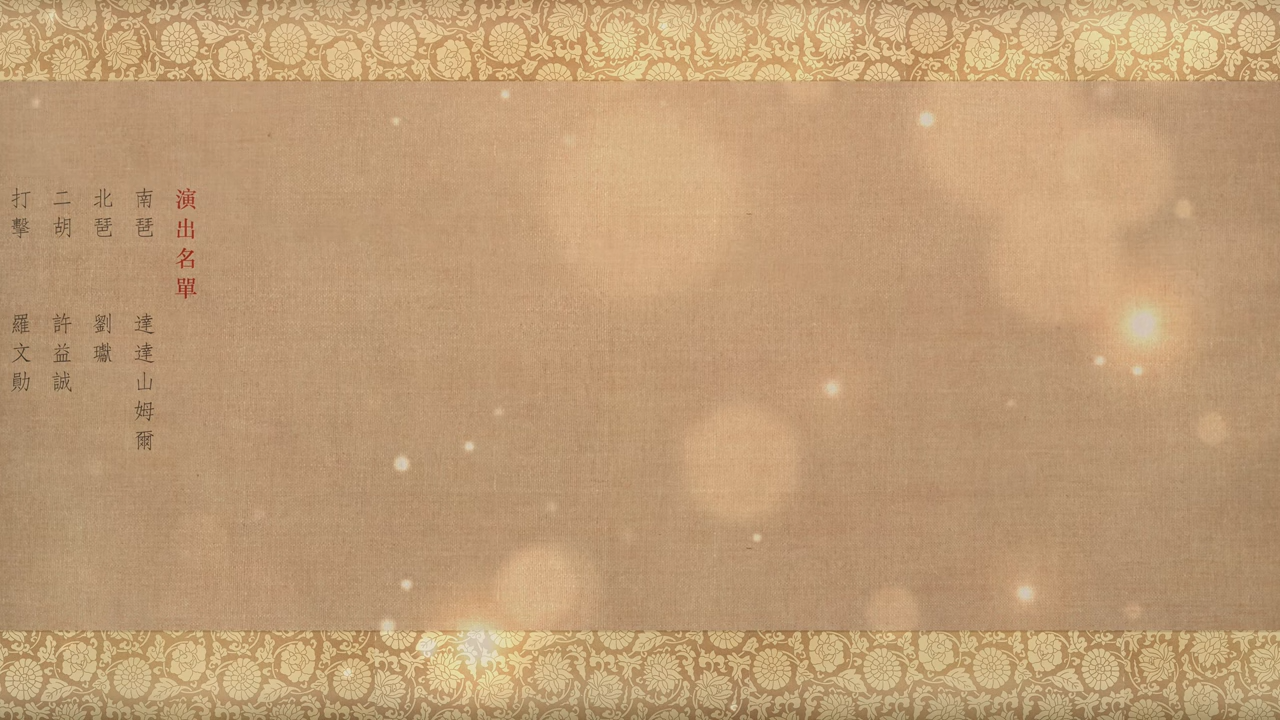 演出名單
南琶 達達山姆爾
北琶 劉瓛
二胡 許益誠
打擊 羅文勛